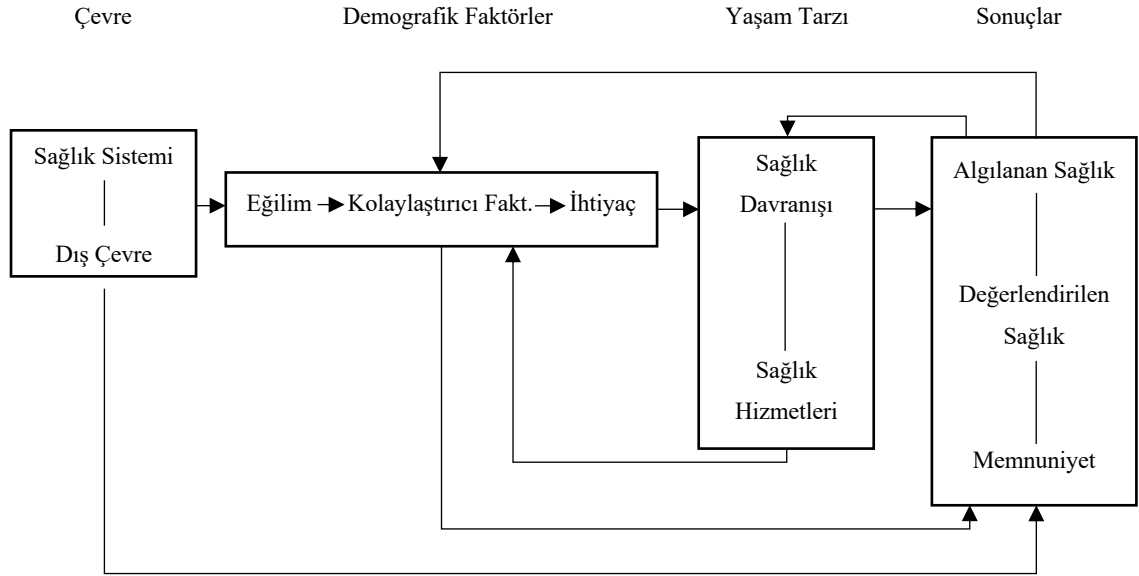 Çevre
Demografik Faktörler
Yaşam Tarzı
Sonuçlar
Sağlık Sistemi
Dış Çevre
Eğilim
Kolaylaştırıcı Fakt.
İhtiyaç
Sağlık
Davranışı
Sağlık
Hizmetleri
Algılanan Sağlık
Değerlendirilen
Sağlık
Memnuniyet